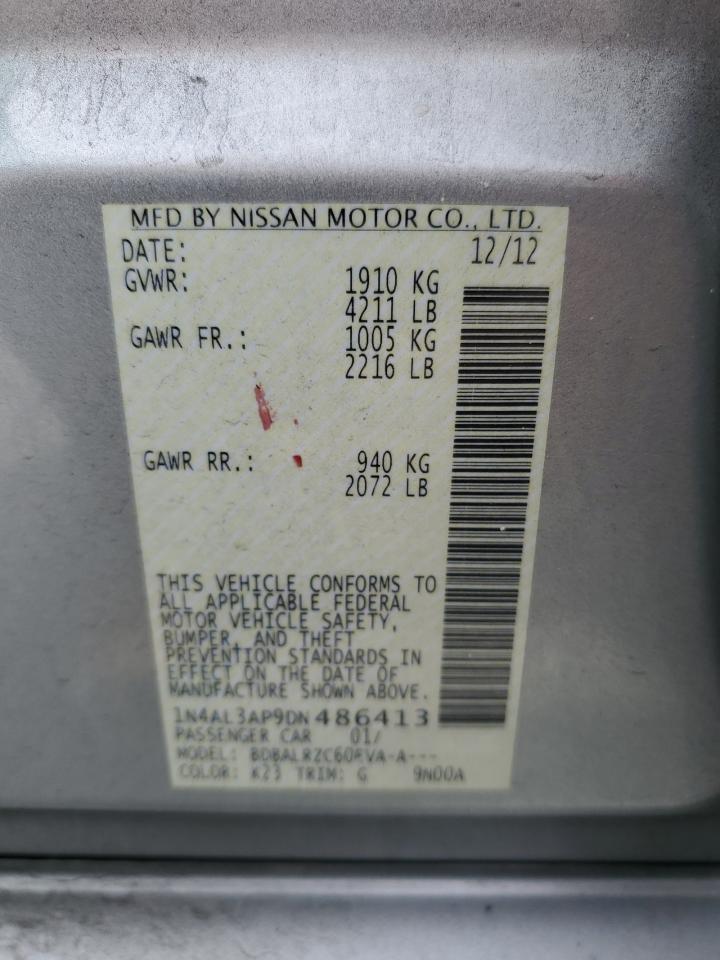 MFD BY NISSAN MOTOR CO., LTD.
DATE: 12/12
GVWR: 1910 KG
4211 LB
GAWR FR.: 1005 KG
2216 LB
GAWR RR.: 940 KG
2072 LB
THIS VEHICLE CONFORMS TO
ALL APPLICABLE FEDERAL
MOTOR VEHICLE SAFETY,
BUMPER, AND THEFT
PREVENTION STANDARDS IN
EFFECT ON THE DATE OF
MANUFACTURE SHOWN ABOVE.
1N4AL3AP9DN486413
PASSENGER CAR 01/
MODEL:
COLOR: K23 TRIM: G 9N00A